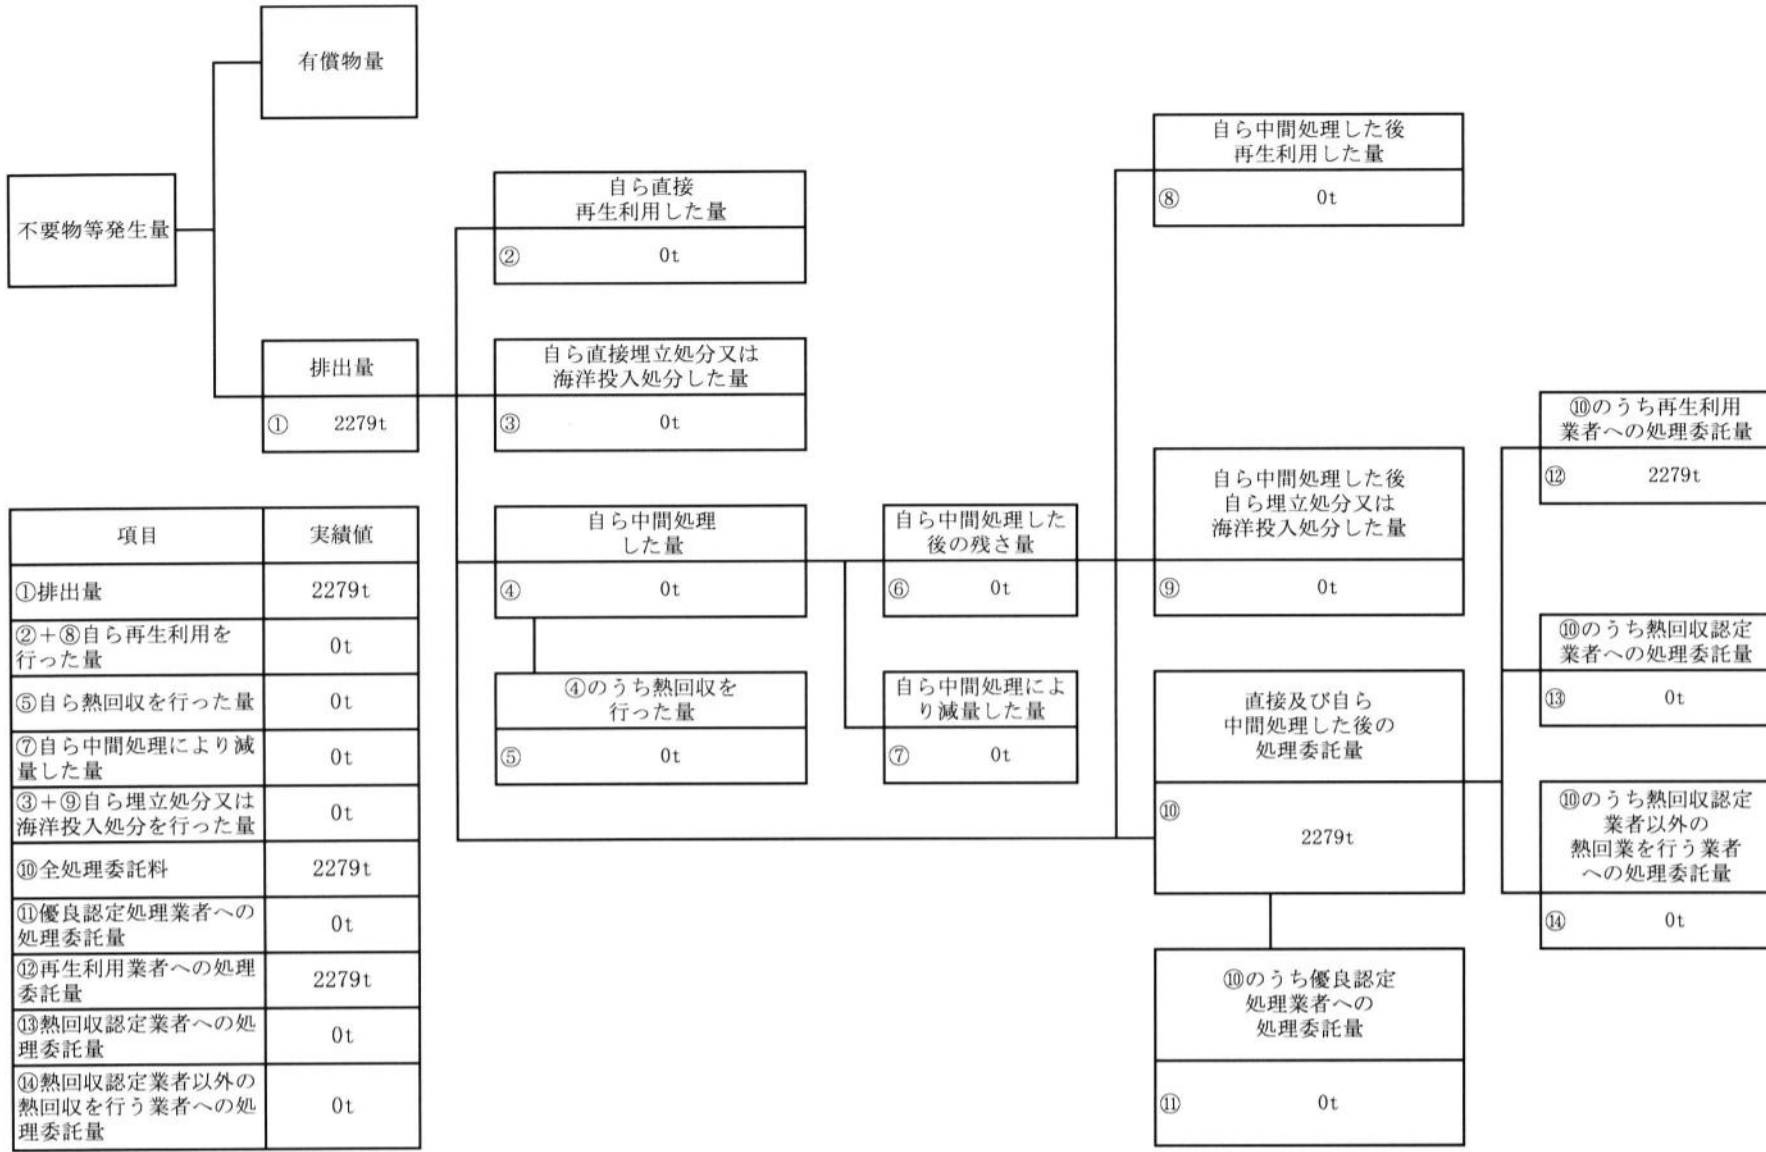 有償物量
不要物等発生量
排出量
① 2279t
自ら直接
再生利用した量
② 0t
自ら直接埋立処分又は
海洋投入処分した量
③ 0t
自ら中間処理
した量
④ 0t
④のうち熱回収を
行った量
⑤ 0t
自ら中間処理した
後の残さ量
⑥ 0t
自ら中間処理によ
り減量した量
⑦ 0t
自ら中間処理した後
再生利用した量
⑧ 0t
自ら中間処理した後
自ら埋立処分又は
海洋投入処分した量
⑨ 0t
直接及び自ら
中間処理した後の
処理委託量
⑩
2279t
⑩のうち優良認定
処理業者への
処理委託量
⑪ 0t
⑩のうち再生利用
業者への処理委託量
⑫ 2279t
⑩のうち熱回収認定
業者への処理委託量
⑬ 0t
⑩のうち熱回収認定
業者以外の
熱回業を行う業者
への処理委託量
⑭ 0t
項目 実績値
①排出量 2279t
②+⑧自ら再生利用を
行った量 0t
⑤自ら熱回収を行った量 0t
⑦自ら中間処理により減
量した量 0t
③+⑨自ら埋立処分又は
海洋投入処分を行った量 0t
⑩全処理委託料 2279t
⑪優良認定処理業者への
処理委託量 0t
⑫再生利用業者への処理
委託量 2279t
⑬熱回収認定業者への処
理委託量 0t
⑭熱回収認定業者以外の
熱回収を行う業者への処
理委託量 0t